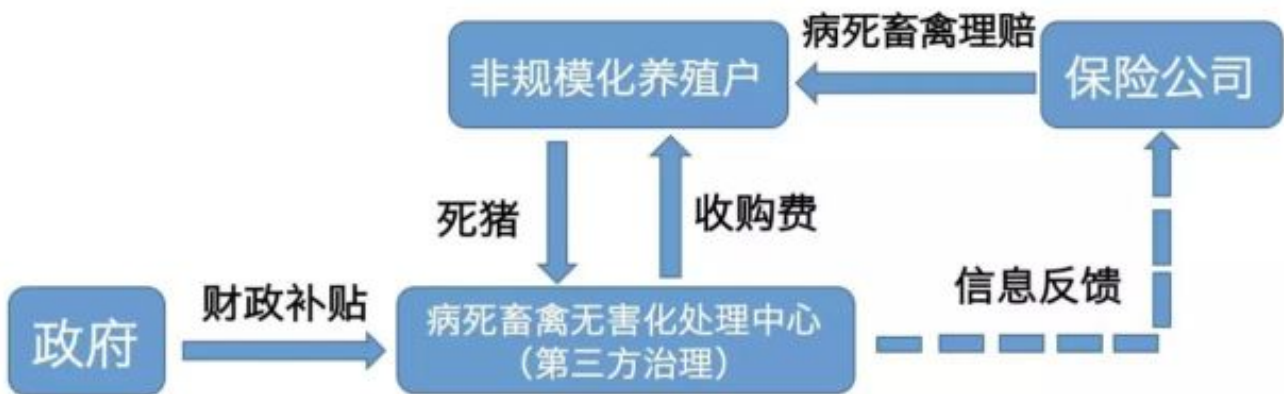 病死畜禽理赔
非规模化养殖户
保险公司
死猪
收购费
信息反馈
财政补贴
政府
病死畜禽无害化处理中心
（第三方治理）